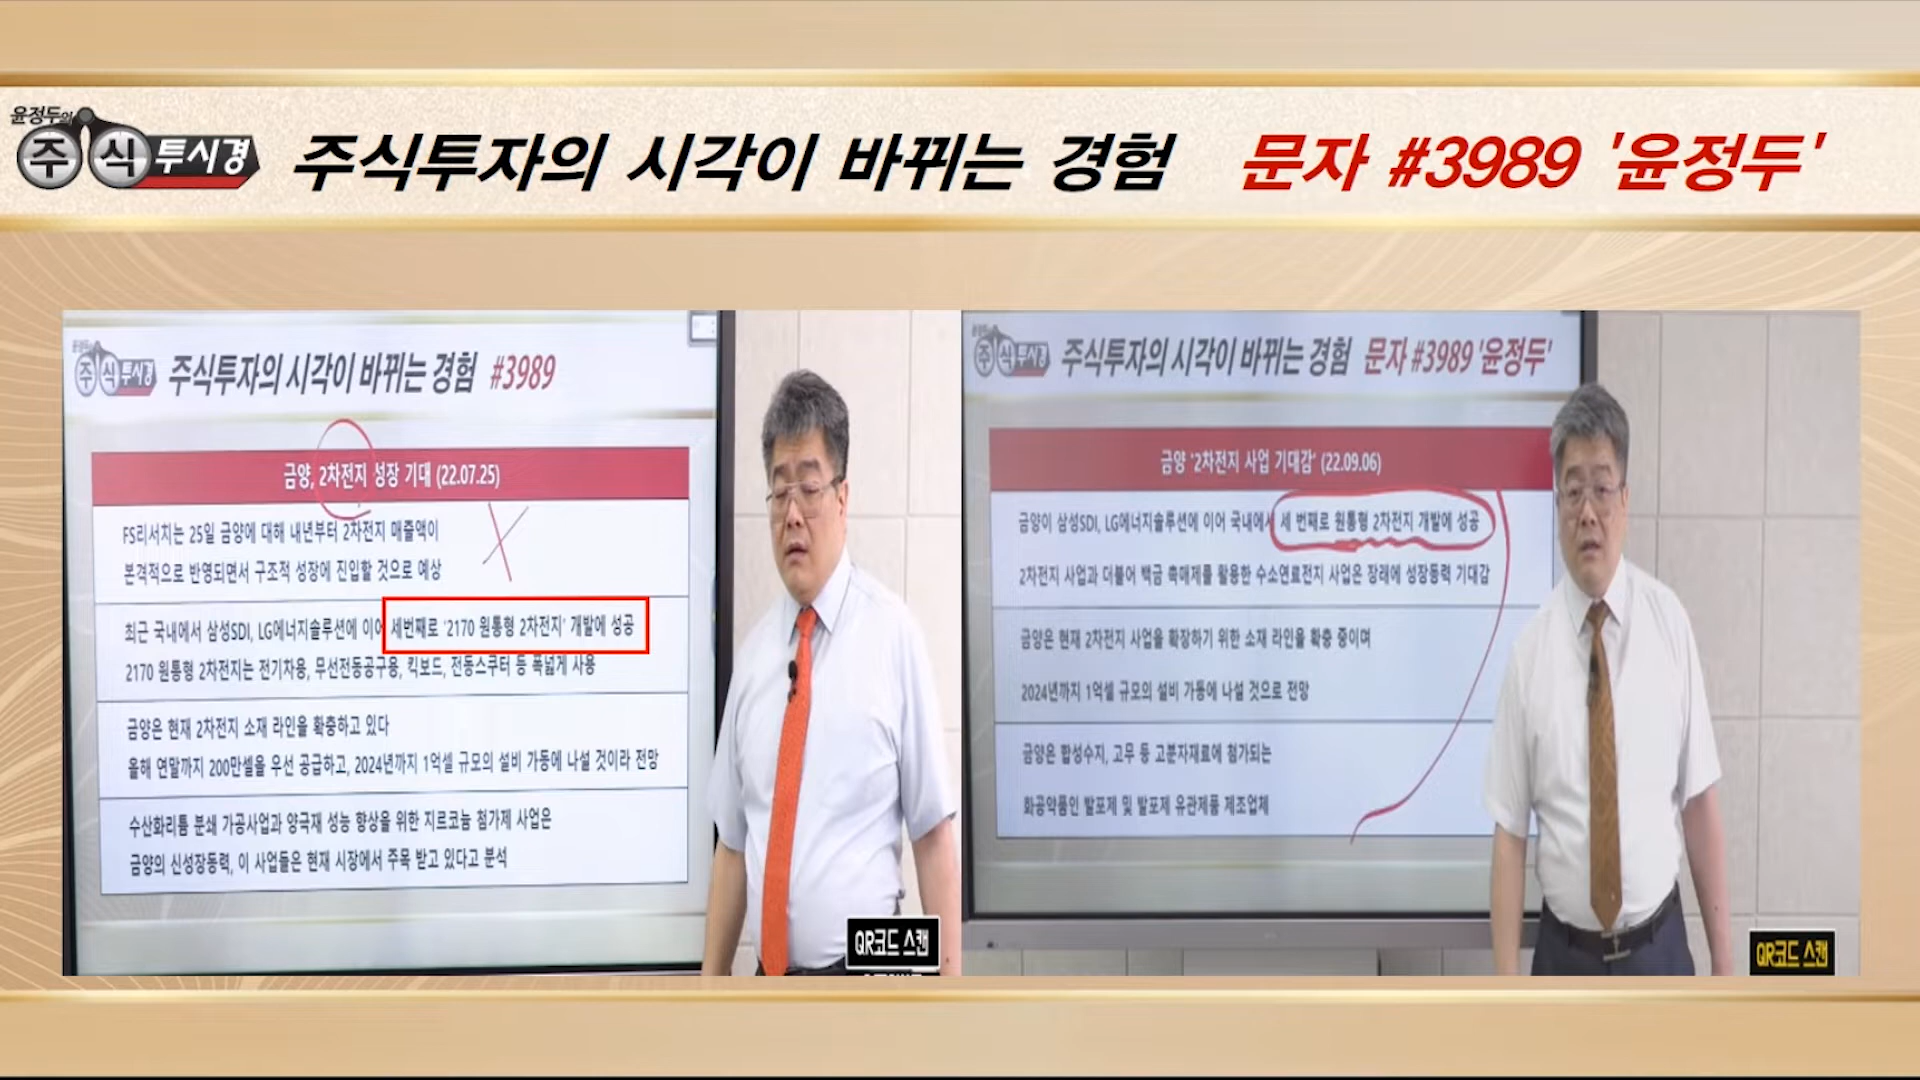 윤정두의
주식투시경
주식투자의 시각이 바뀌는 경험 문자 #3989 '윤정두'
주식투시경
주식투자의 시각이 바뀌는 경험 #3989
금양, 2차전지 성장 기대 (22.07.25)
FS리서치는 25일 금양에 대해 내년부터 2차전지 매출액이
본격적으로 반영되면서 구조적 성장에 진입할 것으로 예상
최근 국내에서 삼성SDI, LG에너지솔루션에 이어 세번째로 '2170 원통형 2차전지' 개발에 성공
2170 원통형 2차전지는 전기차용, 무선전동공구용, 킥보드, 전동스쿠터 등 폭넓게 사용
금양은 현재 2차전지 소재 라인을 확충하고 있다
올해 연말까지 200만셀을 우선 공급하고, 2024년까지 1억셀 규모의 설비 가동에 나설 것이라 전망
수산화리튬 분쇄 가공사업과 양극재 성능 향상을 위한 지르코늄 첨가제 사업은
금양의 신성장동력, 이 사업들은 현재 시장에서 주목 받고 있다고 분석
QR코드 스캔
주식투시경
주식투자의 시각이 바뀌는 경험 문자 #3989 '윤정두'
금양 '2차전지 사업 기대감' (22.09.06)
금양이 삼성SDI, LG에너지솔루션에 이어 국내에서 세 번째로 원통형 2차전지 개발에 성공
2차전지 사업과 더불어 백금 촉매제를 활용한 수소연료전지 사업은 장래에 성장동력 기대감
금양은 현재 2차전지 사업을 확장하기 위한 소재 라인을 확충 중이며
2024년까지 1억셀 규모의 설비 가동에 나설 것으로 전망
금양은 합성수지, 고무 등 고분자재료에 첨가되는
화공약품인 발포제 및 발포제 유관제품 제조업체
QR코드 스캔